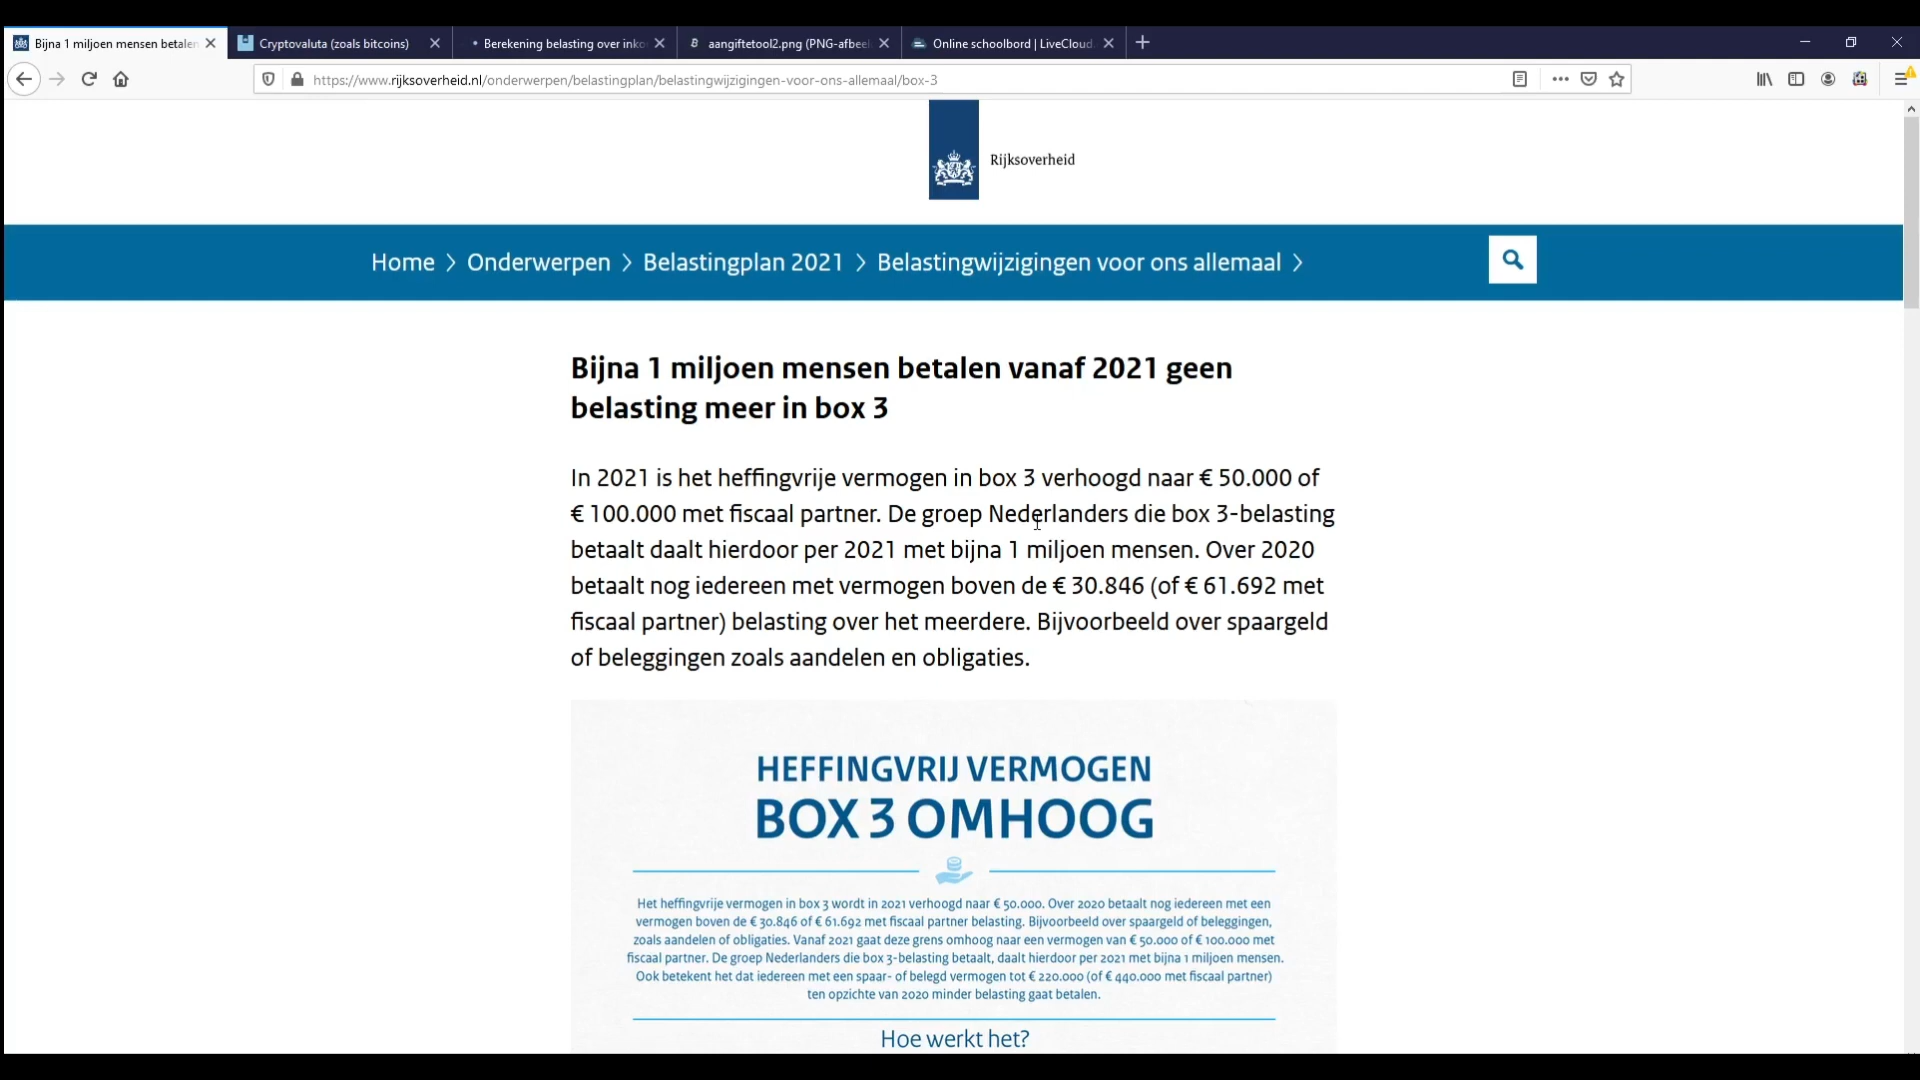 Bijna 1 miljoen mensen betalen
Cryptovaluta (zoals bitcoins)
Berekening belasting over inko
aangiftetool2.png (PNG-afbeel
Online schoolbord | LiveCloud
https://www.rijksoverheid.nl/onderwerpen/belastingplan/belastingwijzigingen-voor-ons-allemaal/box-3
Rijksoverheid
Home > Onderwerpen > Belastingplan 2021 > Belastingwijzigingen voor ons allemaal >
Bijna 1 miljoen mensen betalen vanaf 2021 geen
belasting meer in box 3
In 2021 is het heffingvrije vermogen in box 3 verhoogd naar € 50.000 of
€ 100.000 met fiscaal partner. De groep Nederlanders die box 3-belasting
betaalt daalt hierdoor per 2021 met bijna 1 miljoen mensen. Over 2020
betaalt nog iedereen met vermogen boven de € 30.846 (of € 61.692 met
fiscaal partner) belasting over het meerdere. Bijvoorbeeld over spaargeld
of beleggingen zoals aandelen en obligaties.
HEFFINGVRIJ VERMOGEN
BOX 3 OMHOOG
Het heffingvrije vermogen in box 3 wordt in 2021 verhoogd naar € 50.000. Over 2020 betaalt nog iedereen met een
vermogen boven de € 30.846 of € 61.692 met fiscaal partner belasting. Bijvoorbeeld over spaargeld of beleggingen,
zoals aandelen of obligaties. Vanaf 2021 gaat deze grens omhoog naar een vermogen van € 50.000 of € 100.000 met
fiscaal partner. De groep Nederlanders die box 3-belasting betaalt, daalt hierdoor per 2021 met bijna 1 miljoen mensen.
Ook betekent het dat iedereen met een spaar- of belegd vermogen tot € 220.000 (of € 440.000 met fiscaal partner)
ten opzichte van 2020 minder belasting gaat betalen.
Hoe werkt het?